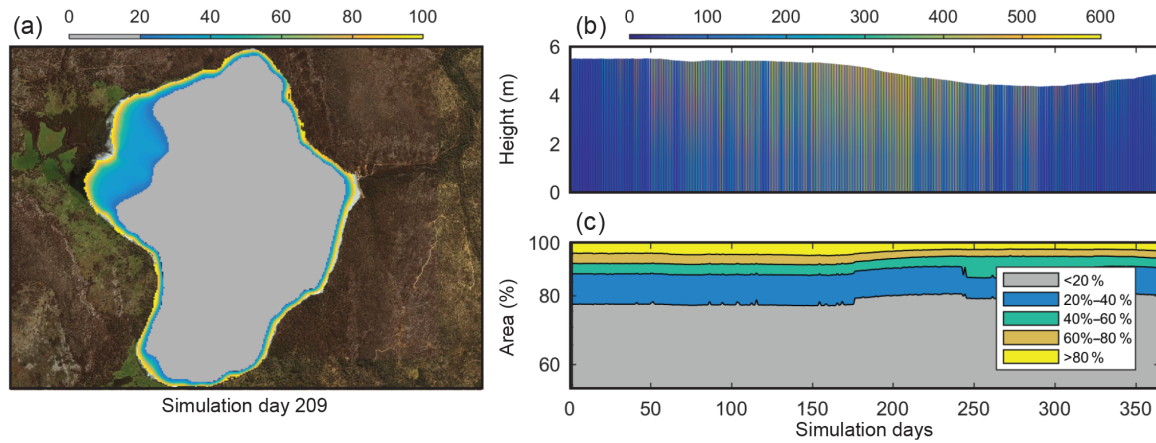 (a)
0 20 40 60 80 100
Simulation day 209
(b)
0 100 200 300 400 500 600
Height (m)
6
4
2
0
(c)
Area (%)
100
80
60
<20 %
20%–40 %
40%–60 %
60%–80 %
>80 %
0 50 100 150 200 250 300 350
Simulation days